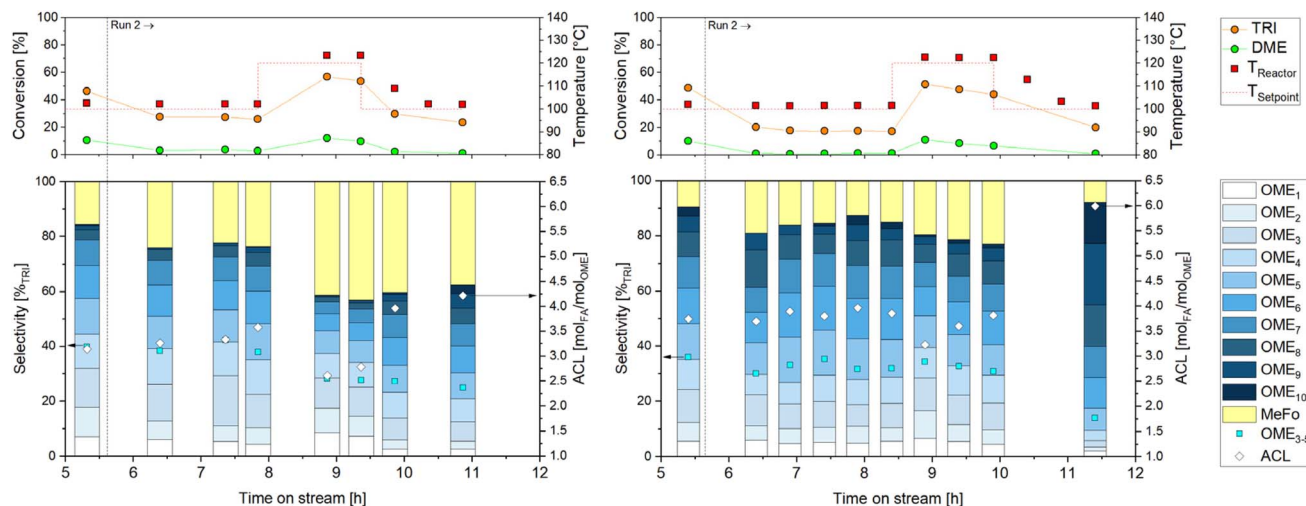 Run 2 →
Conversion [%]
100
80
60
40
20
0
Temperature [°C]
140
130
120
110
100
90
80
Selectivity [%TRI]
100
80
60
40
20
0
ACL [molFA/molOME]
6.5
6.0
5.5
5.0
4.5
4.0
3.5
3.0
2.5
2.0
1.5
1.0
5 6 7 8 9 10 11 12
Time on stream [h]
Run 2 →
Conversion [%]
100
80
60
40
20
0
Temperature [°C]
140
130
120
110
100
90
80
Selectivity [%TRI]
100
80
60
40
20
0
ACL [molFA/molOME]
6.5
6.0
5.5
5.0
4.5
4.0
3.5
3.0
2.5
2.0
1.5
1.0
5 6 7 8 9 10 11 12
Time on stream [h]
TRI
DME
TReactor
TSetpoint
OME1
OME2
OME3
OME4
OME5
OME6
OME7
OME8
OME9
OME10
MeFo
OME3-5
ACL